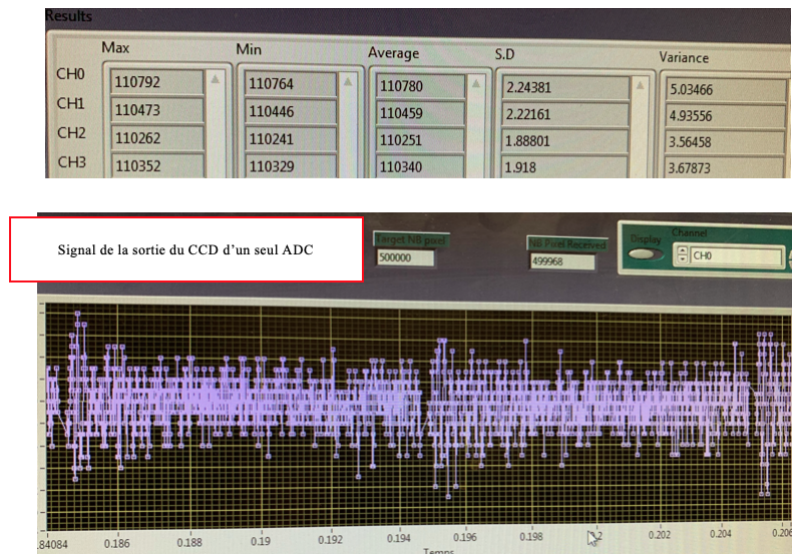 Results
Max Min Average S.D Variance
CH0 110792 110764 110780 2.24381 5.03466
CH1 110473 110446 110459 2.22161 4.93556
CH2 110262 110241 110251 1.88801 3.56458
CH3 110352 110329 110340 1.918 3.67873
Signal de la sortie du CCD d'un seul ADC
Target NB pixel NB Pixel Received Display Channel
500000 499968 CH0
.84084 0.186 0.188 0.19 0.192 0.194 0.196 0.198 0.202 0.204 0.206
Temps